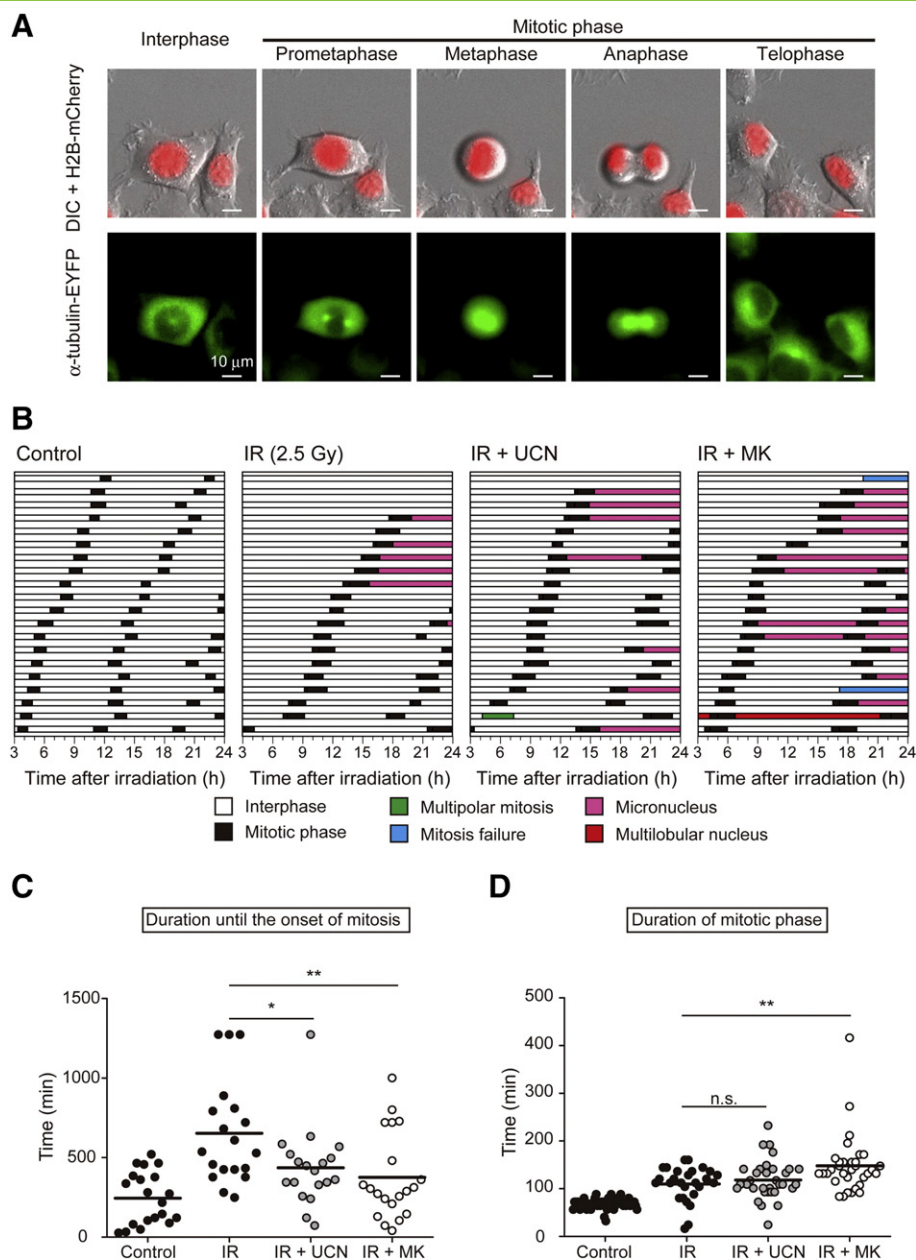 A
Interphase
Mitotic phase
Prometaphase
Metaphase
Anaphase
Telophase
DIC + H2B-mCherry
α-tubulin-EYFP
10 μm
B
Control
IR (2.5 Gy)
IR + UCN
IR + MK
3 6 9 12 15 18 21 24
3 6 9 12 15 18 21 24
3 6 9 12 15 18 21 24
3 6 9 12 15 18 21 24
Time after irradiation (h)
Time after irradiation (h)
Time after irradiation (h)
Time after irradiation (h)
Interphase
Multipolar mitosis
Micronucleus
Mitotic phase
Mitosis failure
Multilobular nucleus
C
Duration until the onset of mitosis
**
*
Time (min)
1500
1000
500
0
Control
IR
IR + UCN
IR + MK
D
Duration of mitotic phase
**
n.s.
Time (min)
500
400
300
200
100
0
Control
IR
IR + UCN
IR + MK